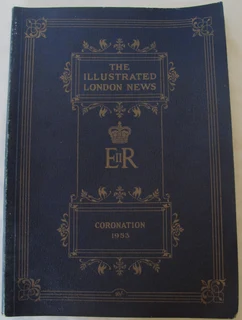 THE
ILLUSTRATED
LONDON NEWS
EIIR
CORONATION
1953